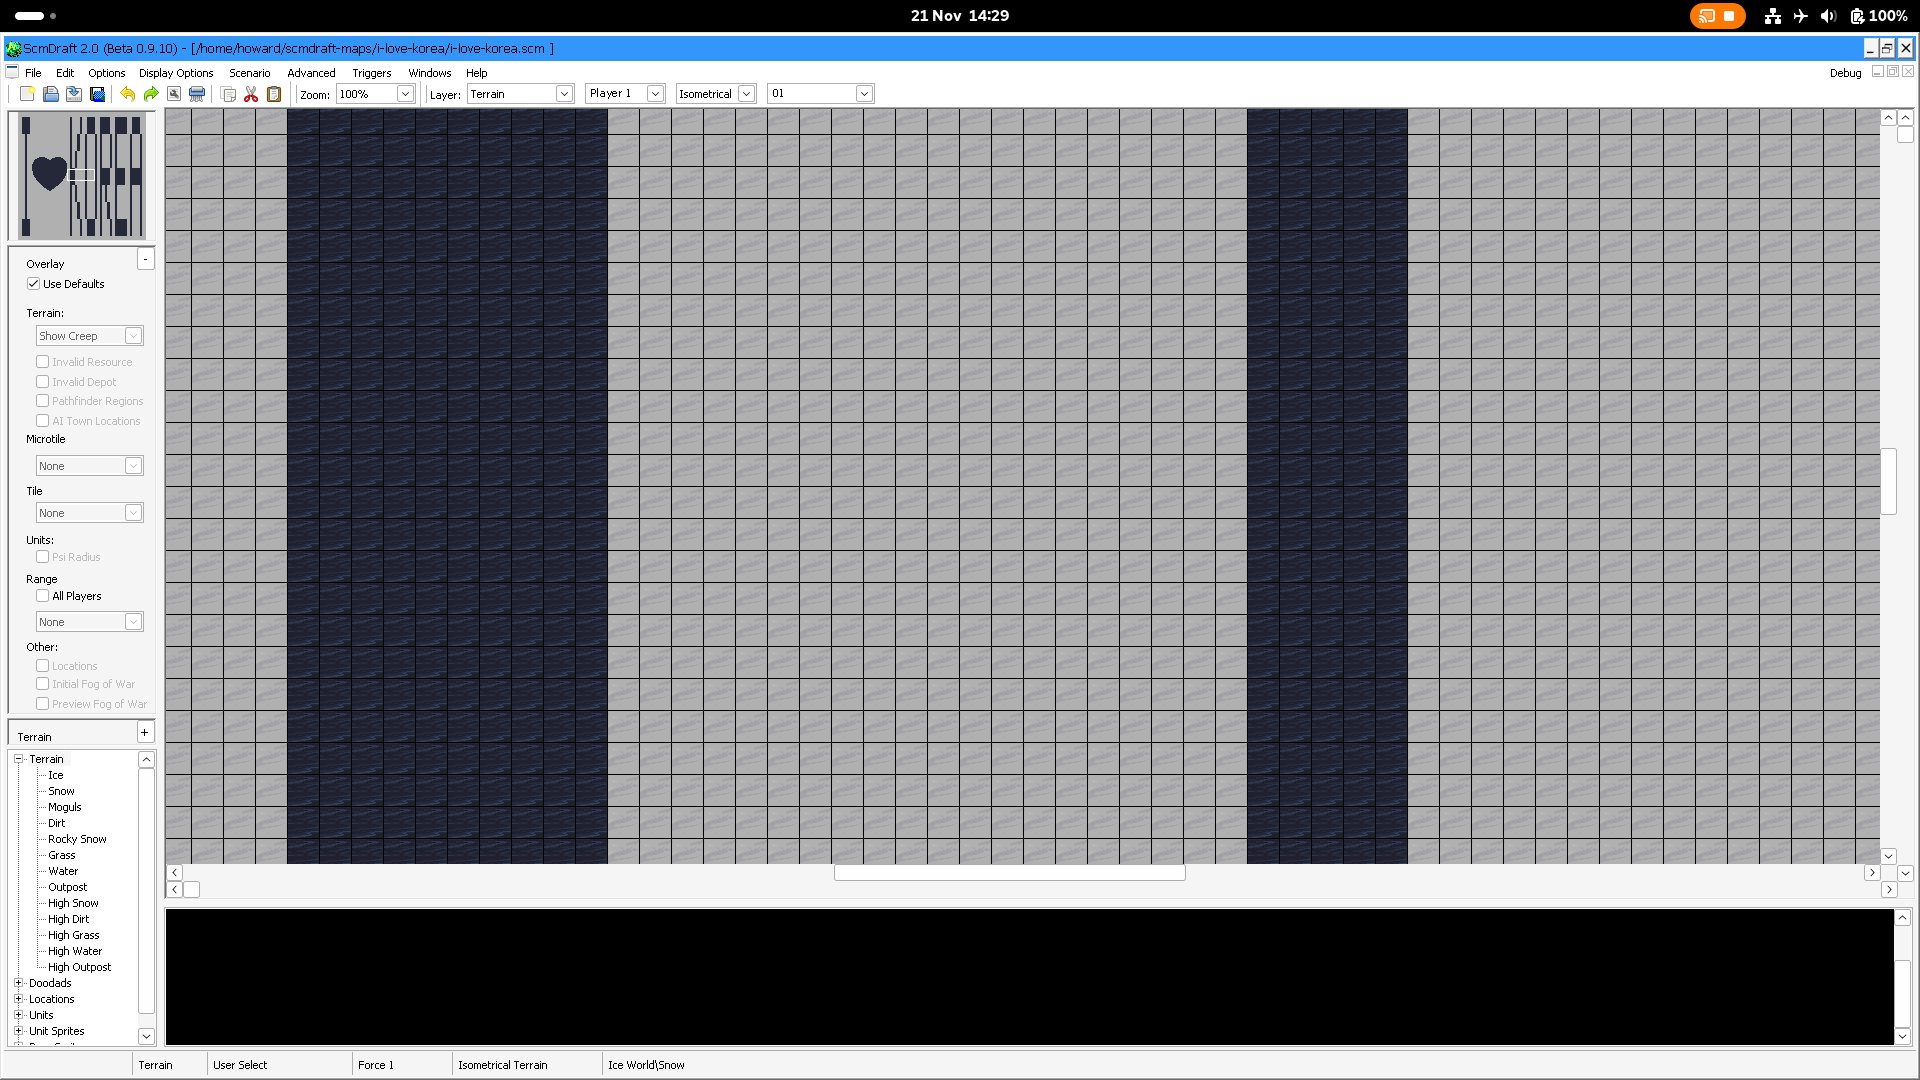 21 Nov 14:29
100%
ScmDraft 2.0 (Beta 0.9.10) - [/home/howard/scmdraft-maps/i-love-korea/i-love-korea.scm ]
File Edit Options Display Options Scenario Advanced Triggers Windows Help Debug
Zoom: 100% Layer: Terrain Player 1 Isometrical 01
Overlay
-
Use Defaults
Terrain:
Show Creep
Invalid Resource
Invalid Depot
Pathfinder Regions
AI Town Locations
Microtile
None
Tile
None
Units:
Psi Radius
Range
All Players
None
Other:
Locations
Initial Fog of War
Preview Fog of War
Terrain +
Terrain
Ice
Snow
Moguls
Dirt
Rocky Snow
Grass
Water
Outpost
High Snow
High Dirt
High Grass
High Water
High Outpost
Doodads
Locations
Units
Unit Sprites
Terrain User Select Force 1 Isometrical Terrain Ice World\Snow